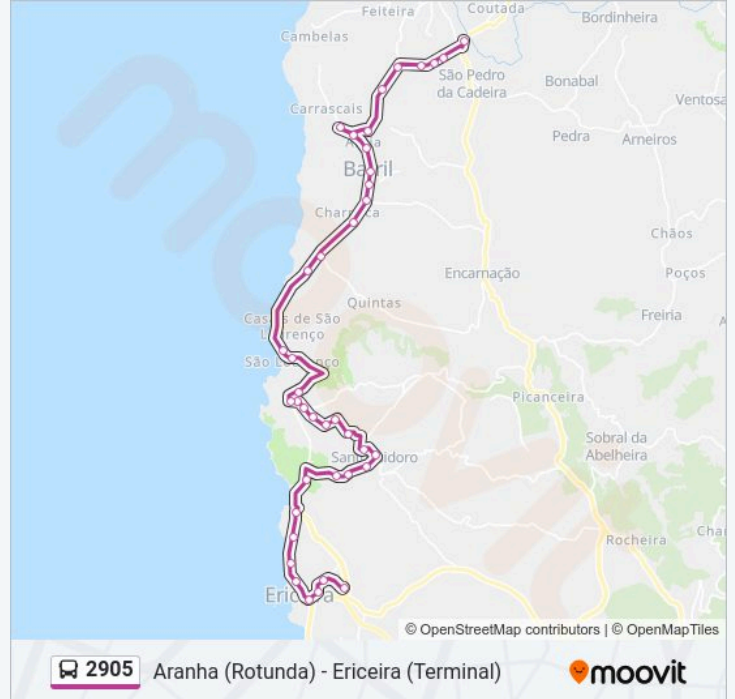 Feiteira
Coutada
Bordinheira
Cambelas
São Pedro
da Cadeira
Bonabal
Ventosa
Carrascais
Pedra
Arneiros
Chãos
Encarnação
Poços
Quintas
Freiria
São Lourenço
Picanceira
Sobral da
Abelheira
Rocheira
© OpenStreetMap contributors | © OpenMapTiles
2905 Aranha (Rotunda) - Ericeira (Terminal)
moovit